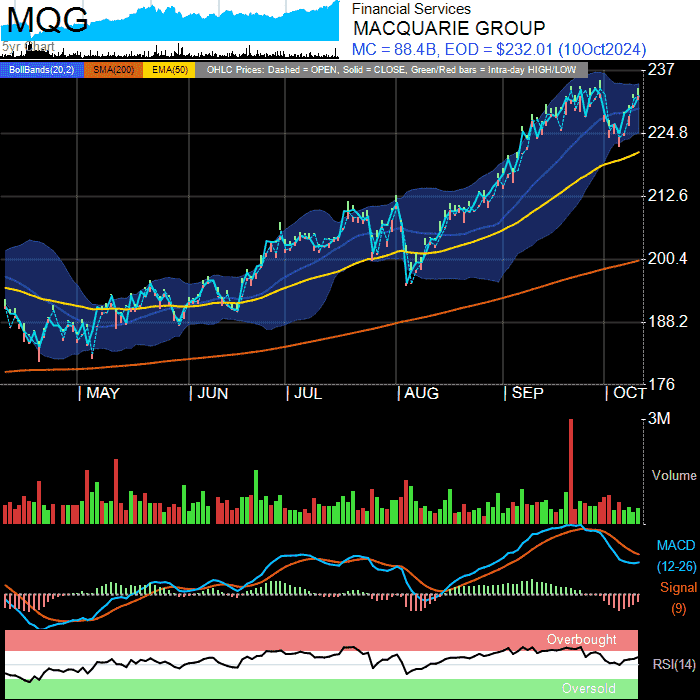 MQG
5yr Chart
Financial Services
MACQUARIE GROUP
MC = 88.4B, EOD = $232.01 (10Oct2024)
BollBands(20,2) SMA(200) EMA(50) OHLC Prices: Dashed = OPEN, Solid = CLOSE, Green/Red bars = Intra-day HIGH/LOW
237
224.8
212.6
200.4
188.2
176
| MAY | JUN | JUL | AUG | SEP | OCT
3M
Volume
MACD
(12-26)
Signal
(9)
Overbought
RSI(14)
Oversold